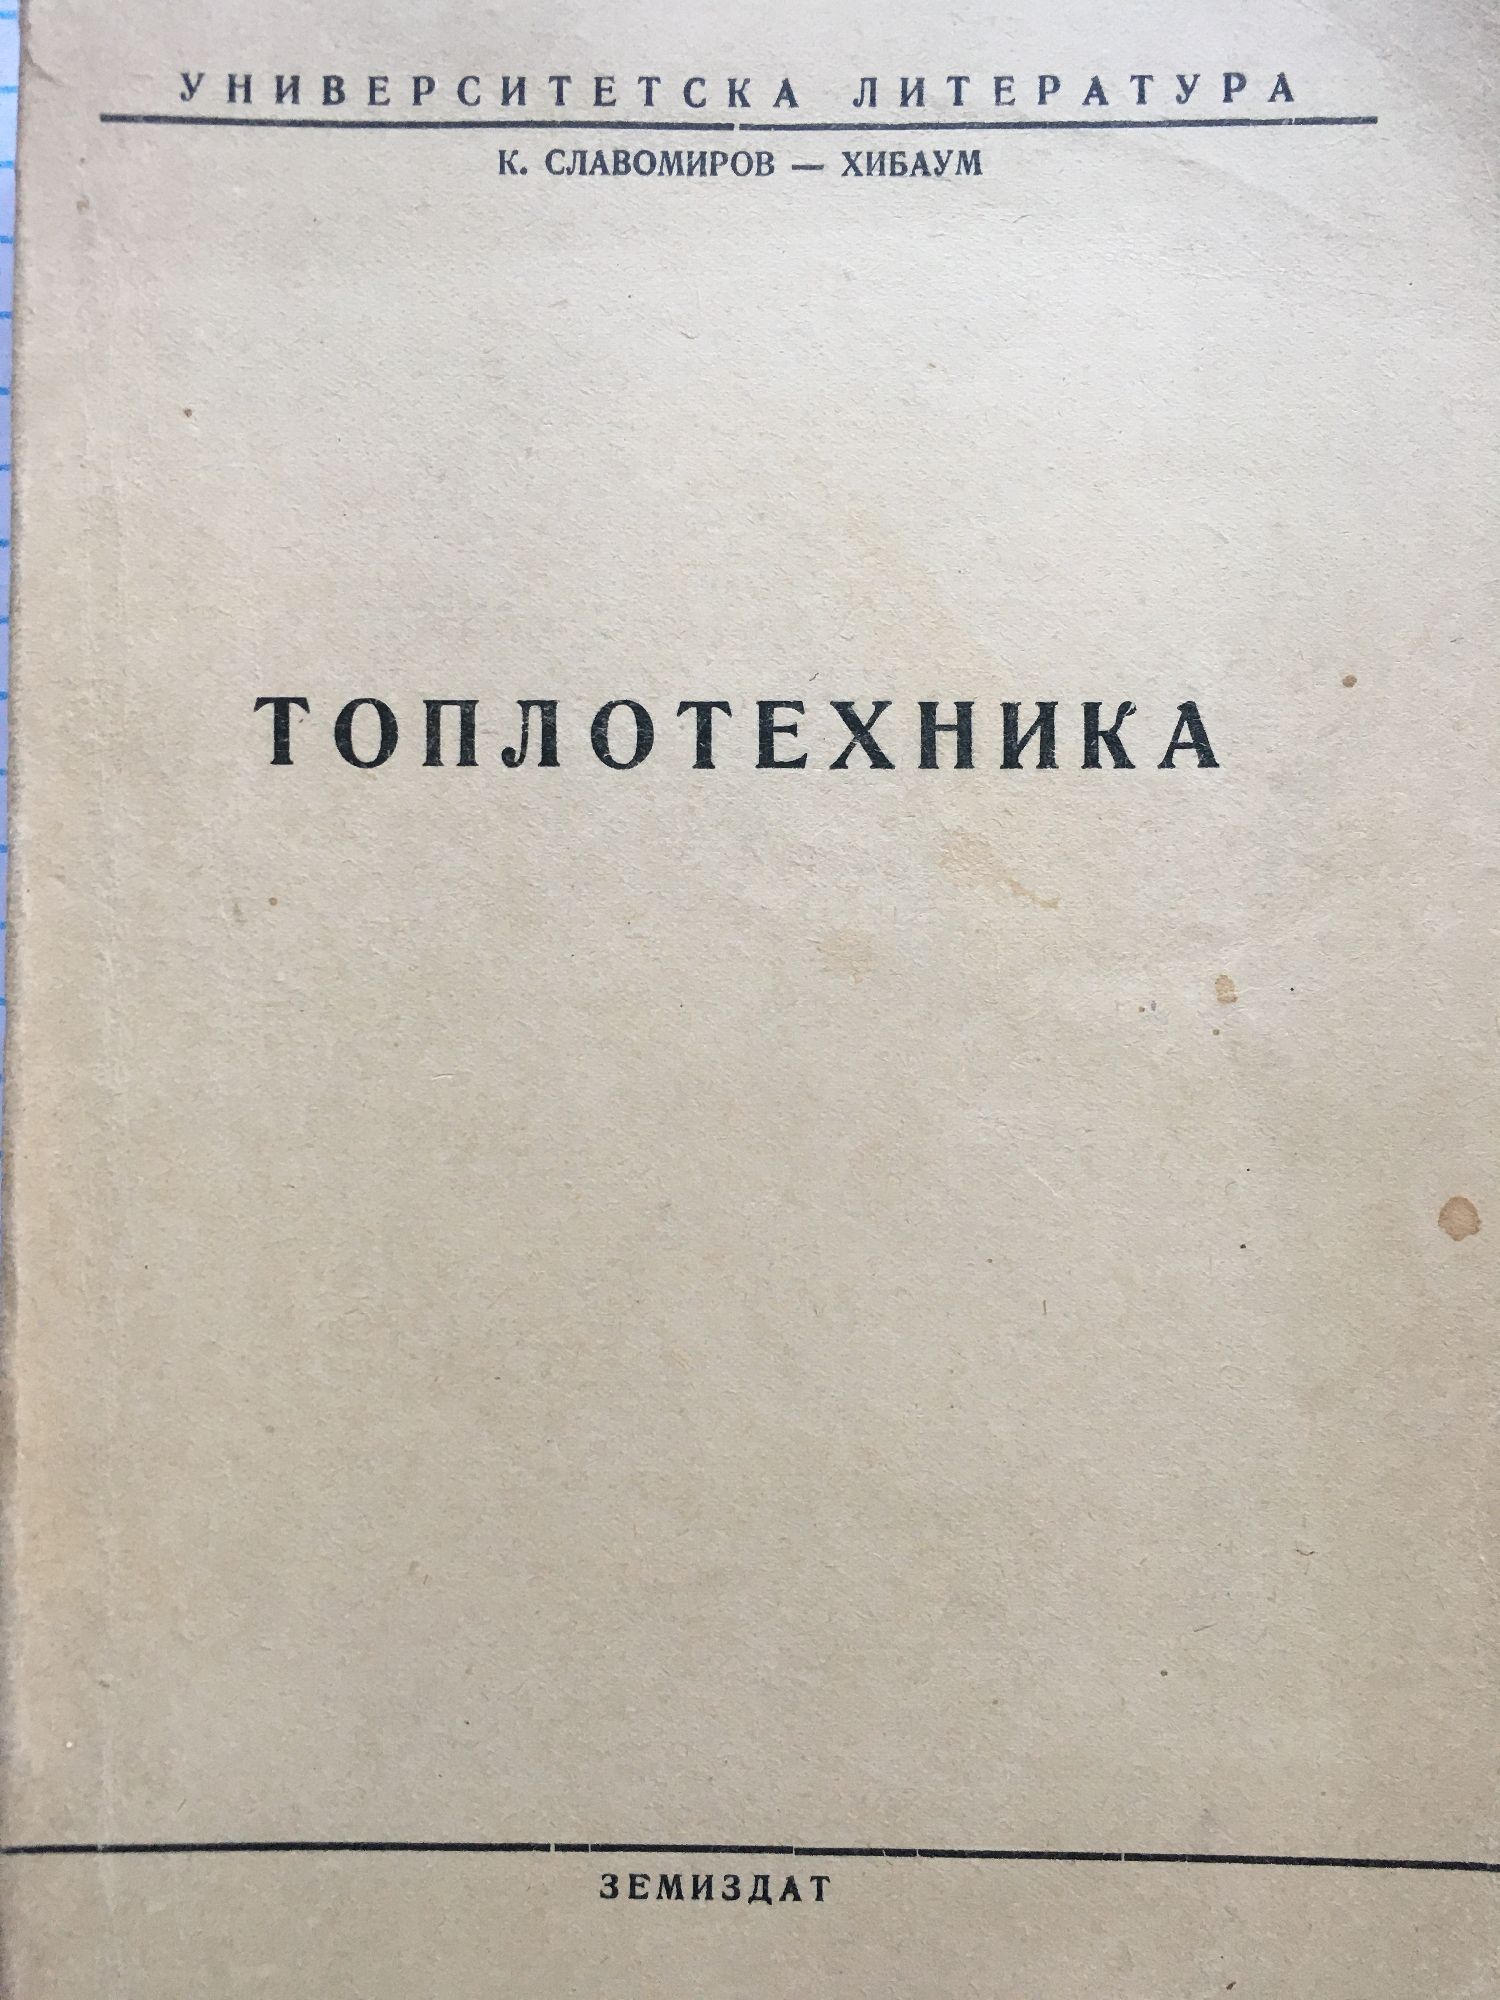 УНИВЕРСИТЕТСКА ЛИТЕРАТУРА
К. СЛАВОМИРОВ — ХИБАУМ
ТОПЛОТЕХНИКА
ЗЕМИЗДАТ